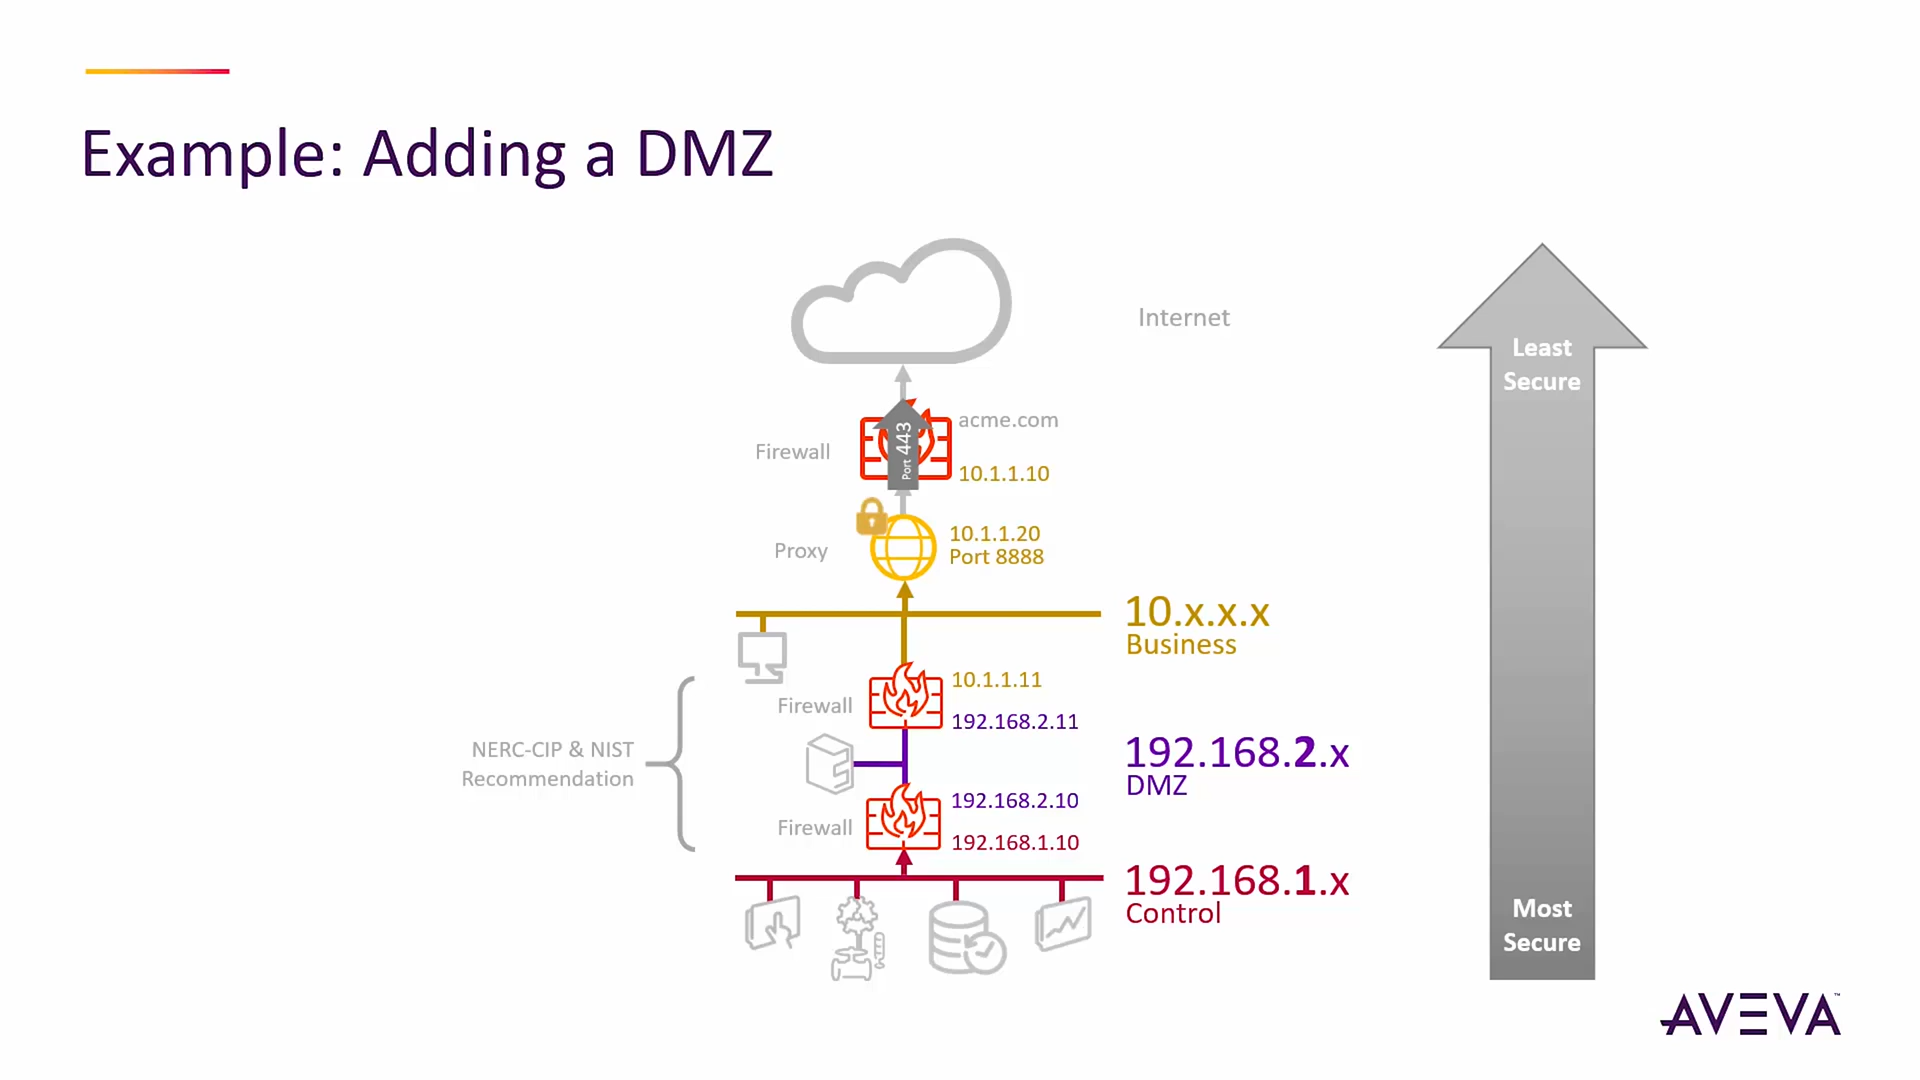 Example: Adding a DMZ
Internet
Least
Secure
acme.com
Firewall
Port 443
10.1.1.10
Proxy
10.1.1.20
Port 8888
10.x.x.x
Business
10.1.1.11
Firewall
192.168.2.11
NERC-CIP & NIST
Recommendation
192.168.2.x
DMZ
192.168.2.10
Firewall
192.168.1.10
192.168.1.x
Control
Most
Secure
AVEVA™